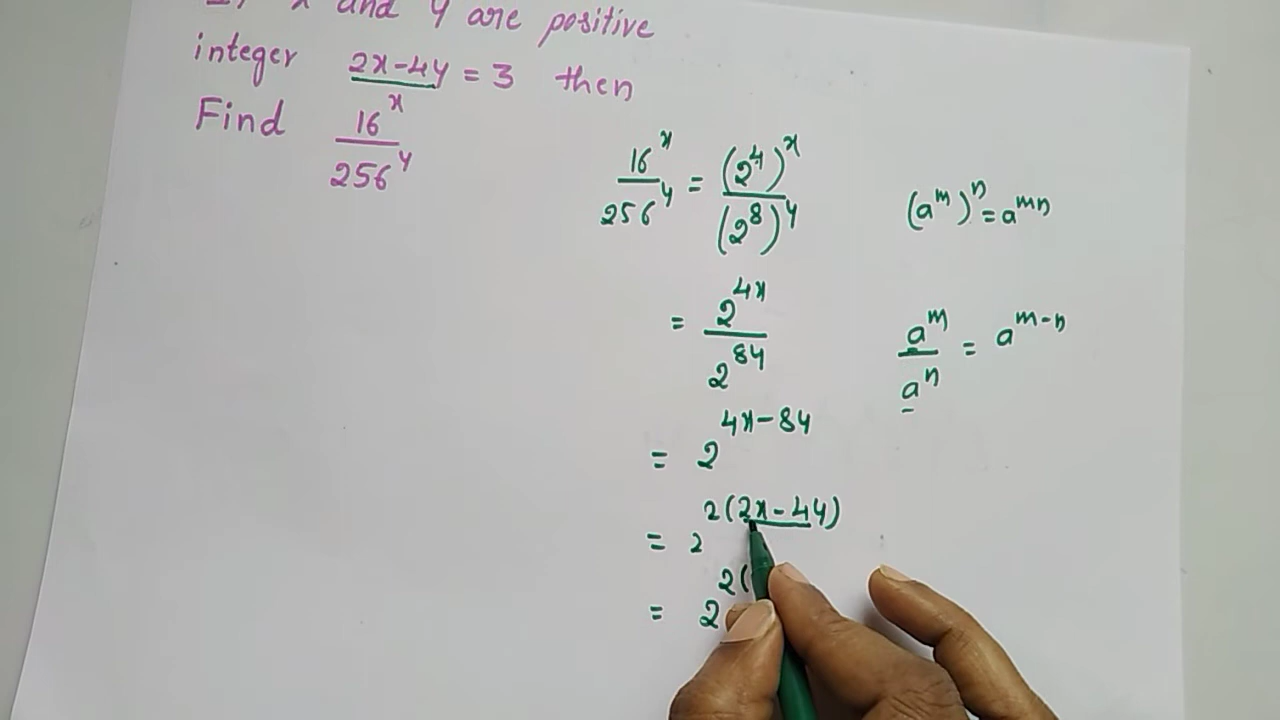 If x and y are positive
integer 2x-4y = 3 then
Find 16^x / 256^y
16^x / 256^y = (2^4)^x / (2^8)^y
(a^m)^n = a^mn
= 2^4x / 2^8y
a^m / a^n = a^m-n
= 2^4x-8y
= 2^2(2x-4y)
= 2^2(